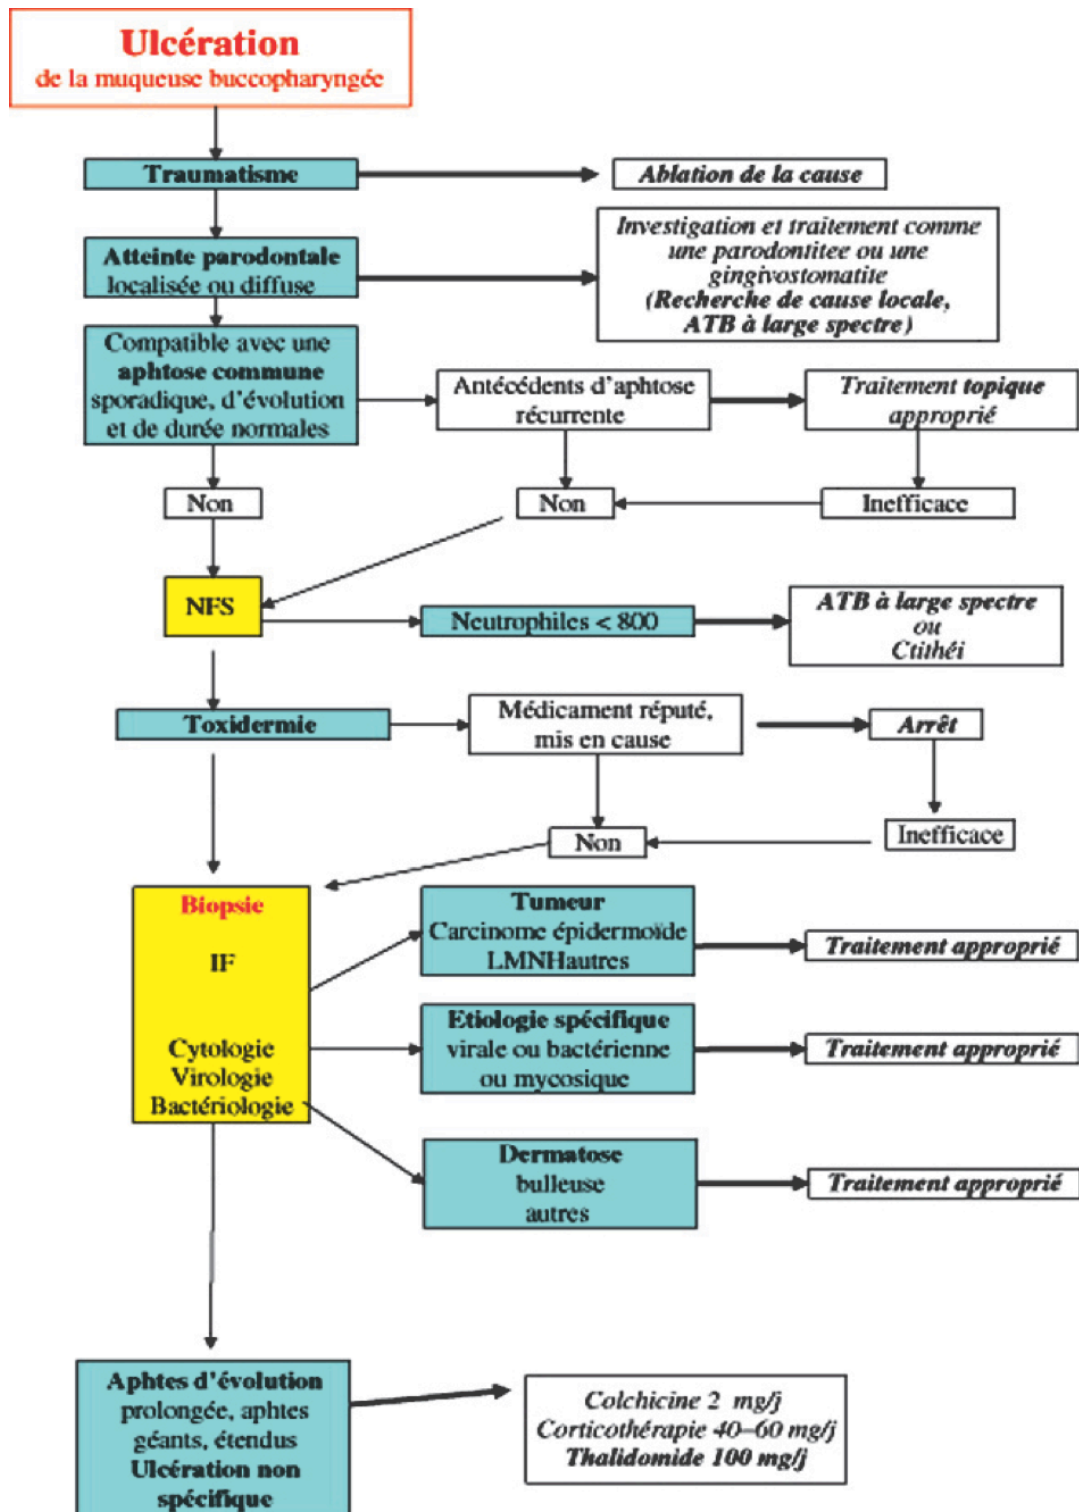 Ulcération
de la muqueuse buccopharyngée
Traumatisme
Ablation de la cause
Atteinte parodontale
localisée ou diffuse
Investigation et traitement comme
une parodontitee ou une
gingivostomatite
(Recherche de cause locale,
ATB à large spectre)
Compatible avec une
aphtose commune
sporadique, d'évolution
et de durée normales
Antécédents d'aphtose
récurrente
Traitement topique
approprié
Non
Non
Inefficace
NFS
Neutrophiles < 800
ATB à large spectre
ou
Ctithéi
Toxidermie
Médicament réputé,
mis en cause
Arrêt
Non
Inefficace
Biopsie
IF
Cytologie
Virologie
Bactériologie
Tumeur
Carcinome épidermoïde
LMNHautres
Traitement approprié
Etiologie spécifique
virale ou bactérienne
ou mycosique
Traitement approprié
Dermatose
bulleuse
autres
Traitement approprié
Aphtes d'évolution
prolongée, aphtes
géants, étendus
Ulcération non
spécifique
Colchicine 2 mg/j
Corticothérapie 40–60 mg/j
Thalidomide 100 mg/j